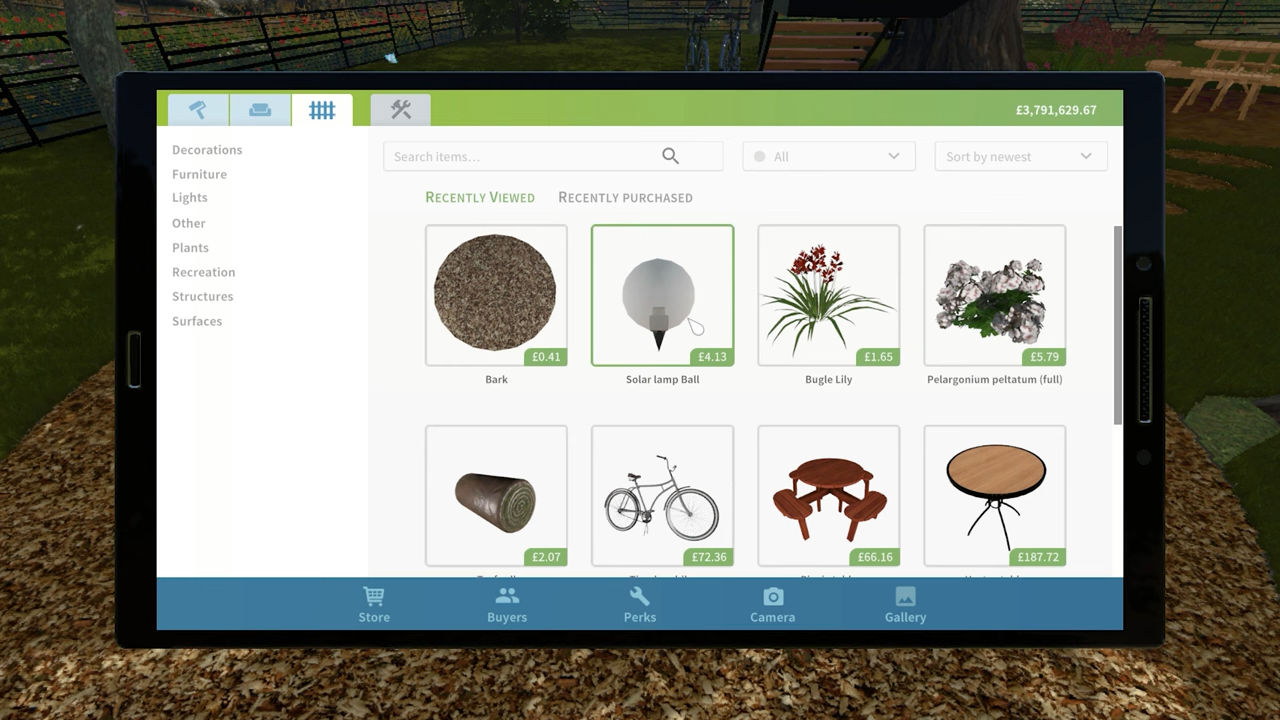 £3,791,629.67
Decorations
Furniture
Lights
Other
Plants
Recreation
Structures
Surfaces
Search items...
All
Sort by newest
RECENTLY VIEWED
RECENTLY PURCHASED
£0.41
£4.13
£1.65
£5.79
Bark
Solar lamp Ball
Bugle Lily
Pelargonium peltatum (full)
£2.07
£72.36
£66.16
£187.72
Store
Buyers
Perks
Camera
Gallery